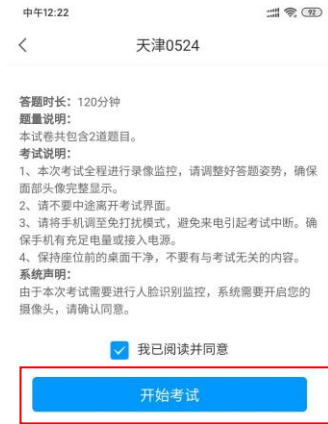 中午12:22
92
天津0524
答题时长：120分钟
题量说明：
本试卷共包含2道题目。
考试说明：
1、本次考试全程进行录像监控，请调整好答题姿势，确保
面部头像完整显示。
2、请不要中途离开考试界面。
3、请将手机调至免打扰模式，避免来电引起考试中断。确
保手机有充足电量或接入电源。
4、保持座位前的桌面干净，不要有与考试无关的内容。
系统声明：
由于本次考试需要进行人脸识别监控，系统需要开启您的
摄像头，请确认同意。
我已阅读并同意
开始考试